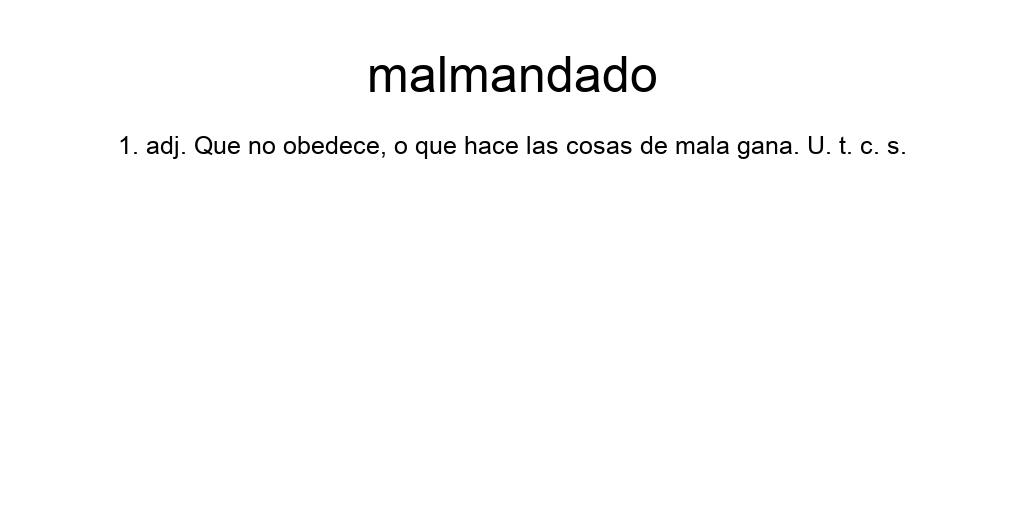 malmandado
1. adj. Que no obedece, o que hace las cosas de mala gana. U. t. c. s.